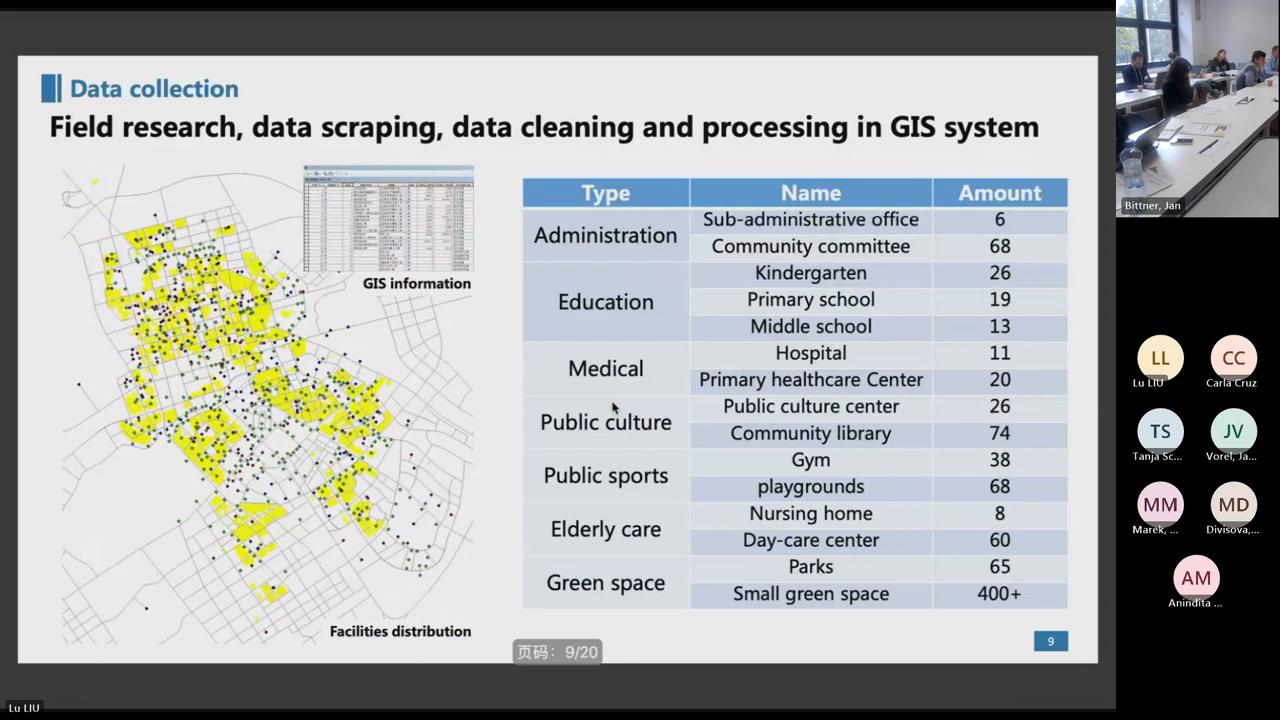 Data collection
Field research, data scraping, data cleaning and processing in GIS system
GIS information
Facilities distribution
Type Name Amount
Administration
Sub-administrative office 6
Community committee 68
Education
Kindergarten 26
Primary school 19
Middle school 13
Medical
Hospital 11
Primary healthcare Center 20
Public culture
Public culture center 26
Community library 74
Public sports
Gym 38
playgrounds 68
Elderly care
Nursing home 8
Day-care center 60
Green space
Parks 65
Small green space 400+
9
页码：9/20
Lu LIU
Bittner, Jan
LL
Lu LIU
CC
Carla Cruz
TS
Tanja Sc...
JV
Vorel, Ja...
MM
Marek, ...
MD
Divisova,...
AM
Anindita ...